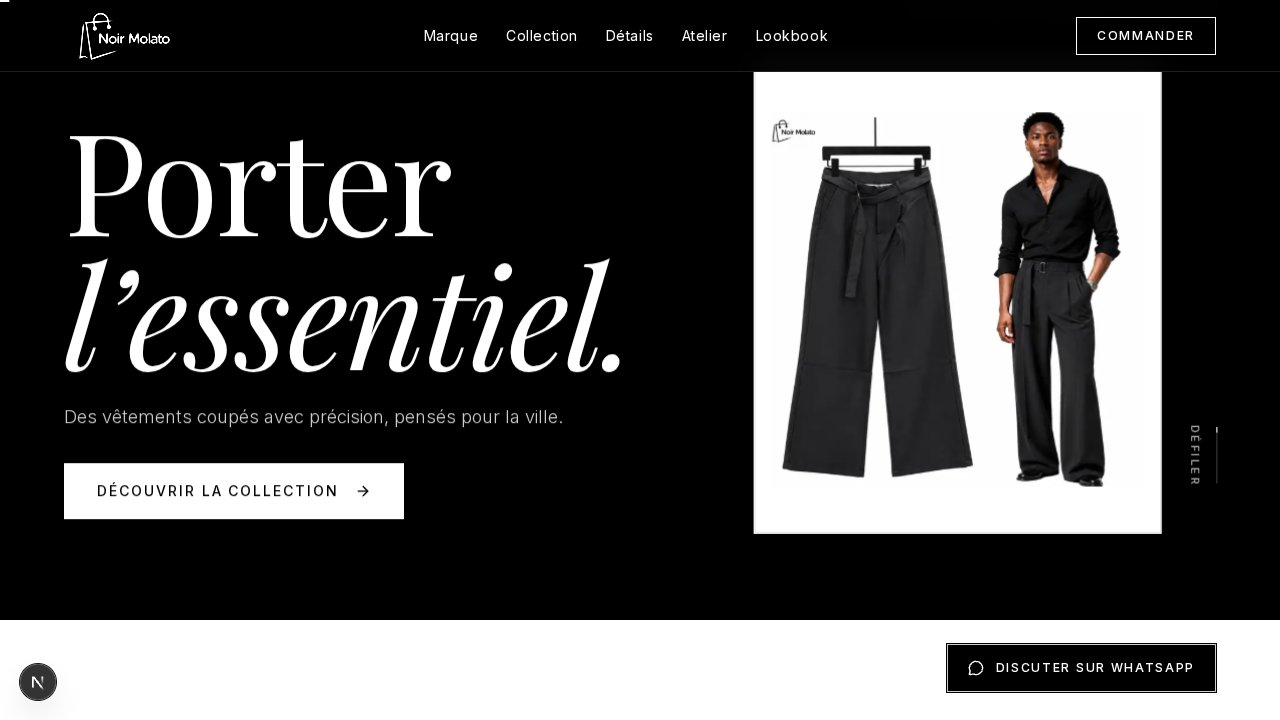 Noir Molato
Marque
Collection
Détails
Atelier
Lookbook
COMMANDER
Porter
l’essentiel.
Des vêtements coupés avec précision, pensés pour la ville.
DÉCOUVRIR LA COLLECTION
Noir Molato
DÉFILER
DISCUTER SUR WHATSAPP
N